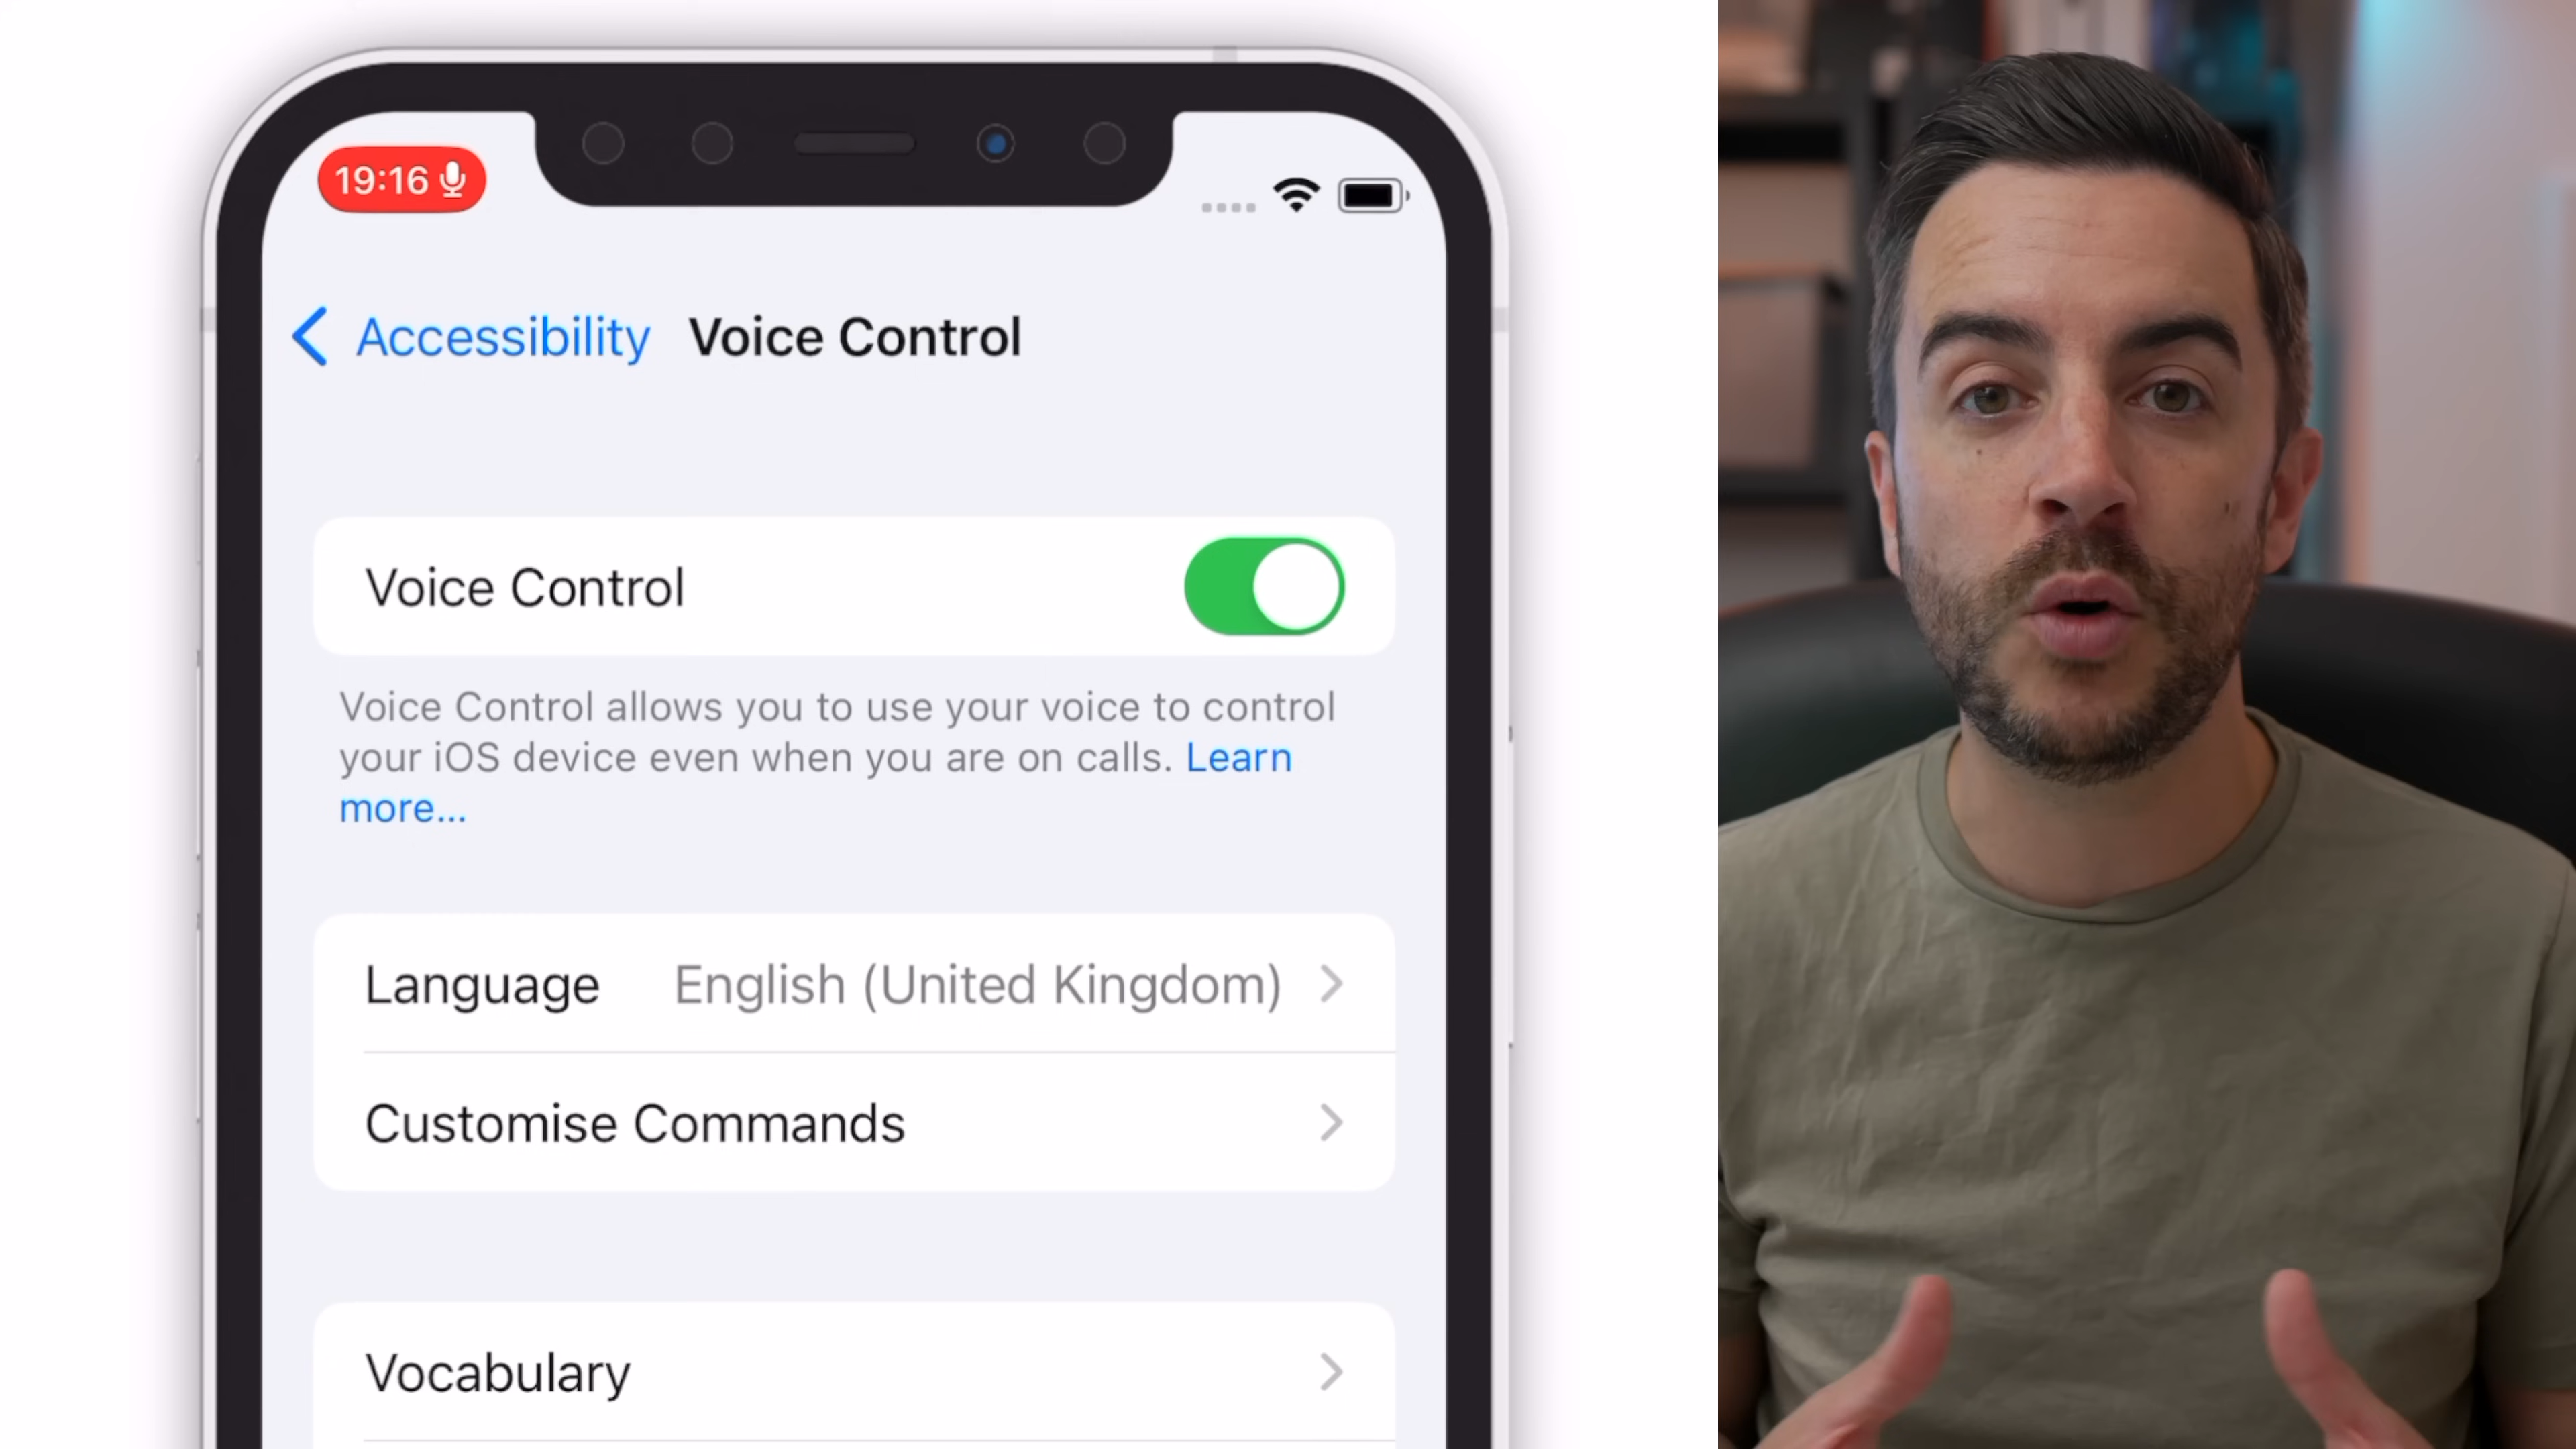 19:16
Accessibility Voice Control
Voice Control
Voice Control allows you to use your voice to control
your iOS device even when you are on calls. Learn
more...
Language English (United Kingdom)
Customise Commands
Vocabulary